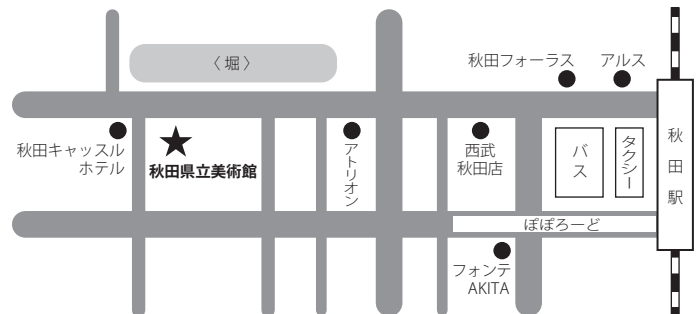 〈 堀 〉
秋田フォーラス
アルス
秋田キャッスル
ホテル
秋田県立美術館
アトリオン
西武
秋田店
バス
タクシー
秋田駅
ぽぽろーど
フォンテ
AKITA